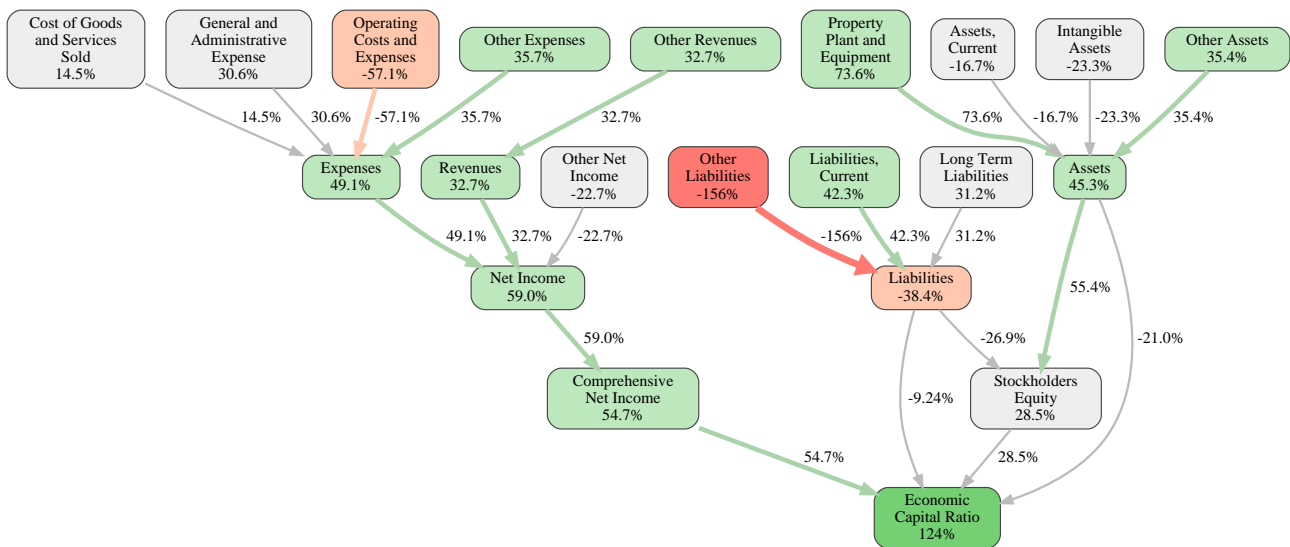 Cost of Goods
and Services
Sold
14.5%
General and
Administrative
Expense
30.6%
Operating
Costs and
Expenses
-57.1%
Other Expenses
35.7%
Other Revenues
32.7%
Property
Plant and
Equipment
73.6%
Assets,
Current
-16.7%
Intangible
Assets
-23.3%
Other Assets
35.4%
14.5%
30.6%
-57.1%
35.7%
32.7%
73.6%
-16.7%
-23.3%
35.4%
Expenses
49.1%
Revenues
32.7%
Other Net
Income
-22.7%
Other
Liabilities
-156%
Liabilities,
Current
42.3%
Long Term
Liabilities
31.2%
Assets
45.3%
49.1%
32.7%
-22.7%
-156%
42.3%
31.2%
Net Income
59.0%
Liabilities
-38.4%
55.4%
59.0%
-26.9%
-21.0%
Comprehensive
Net Income
54.7%
-9.24%
Stockholders
Equity
28.5%
54.7%
28.5%
Economic
Capital Ratio
124%